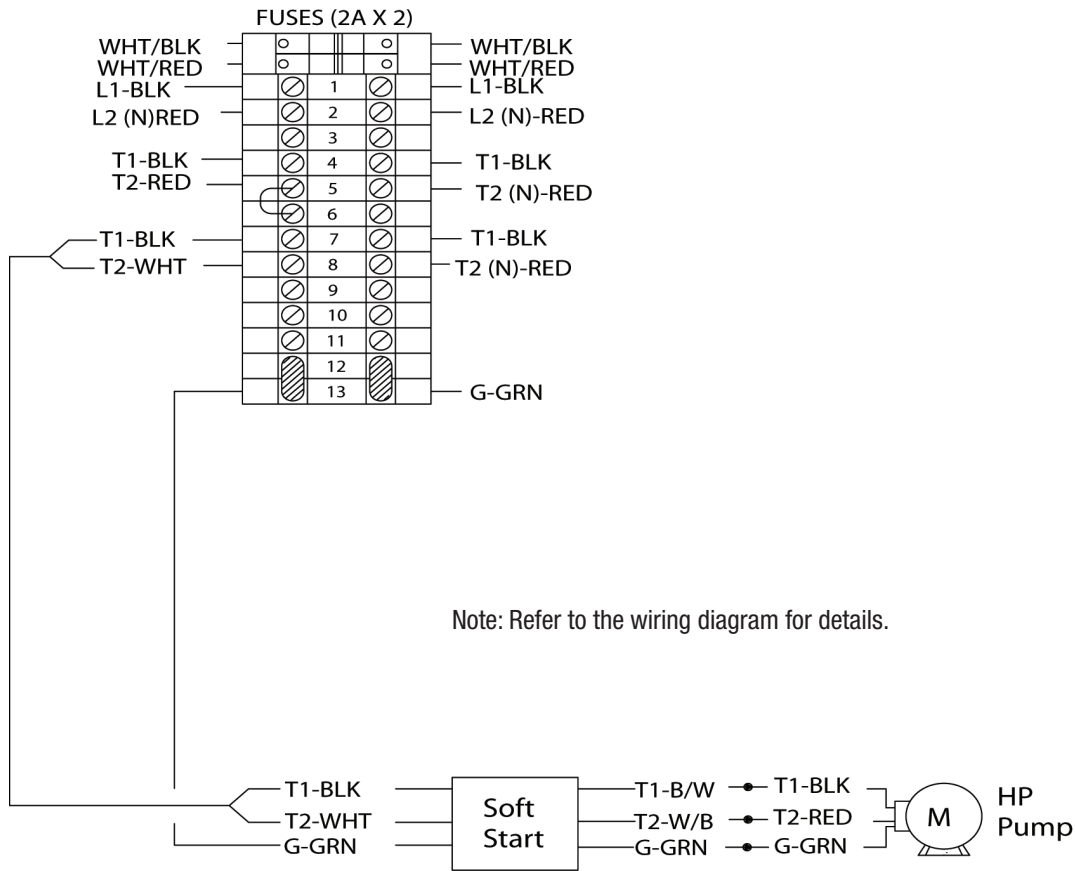 FUSES (2A X 2)
WHT/BLK WHT/BLK
WHT/RED WHT/RED
L1-BLK 1 L1-BLK
L2 (N)RED 2 L2 (N)-RED
3
T1-BLK 4 T1-BLK
T2-RED 5 T2 (N)-RED
6
T1-BLK 7 T1-BLK
T2-WHT 8 T2 (N)-RED
9
10
11
12
13 G-GRN
Note: Refer to the wiring diagram for details.
T1-BLK T1-B/W T1-BLK
T2-WHT T2-W/B T2-RED
G-GRN G-GRN G-GRN
Soft
Start
M
HP
Pump